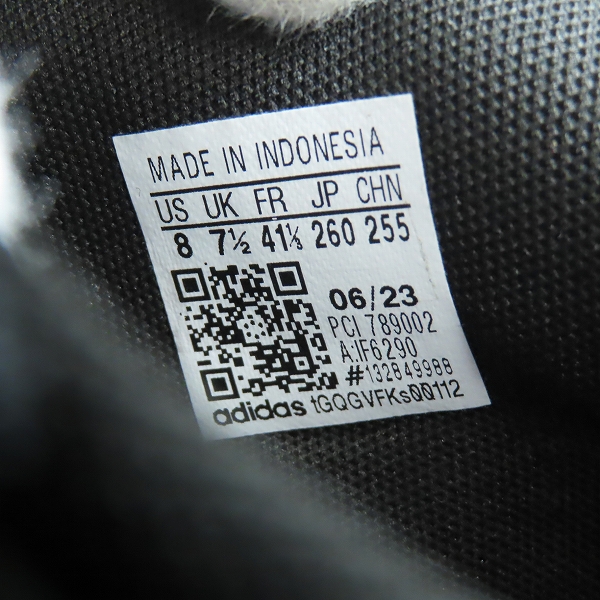 MADE IN INDONESIA
US UK FR JP CHN
8 7½ 41⅓ 260 255
06/23
PCI 789002
A:IF6290
#132849988
adidas tGQGVFKs00112